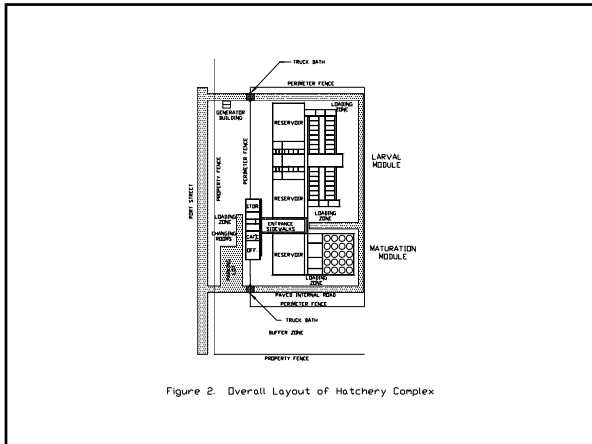 TRUCK BATH
PERIMETER FENCE
LOADING
ZONE
GENERATOR
BUILDING
RESERVOIR
PERIMETER FENCE
LARVAL
MODULE
PROPERTY FENCE
PORT STREET
STOR
RESERVOIR
LOADING
ZONE
LOADING
ZONE
ENTRANCE
SIDEWALKS
CHANGING
ROOMS
CAFE
OFF.
MATURATION
MODULE
RESERVOIR
PARKING
LOT
LOADING
ZONE
PAVED INTERNAL ROAD
PERIMETER FENCE
TRUCK BATH
BUFFER ZONE
PROPERTY FENCE
Figure 2. Overall Layout of Hatchery Complex